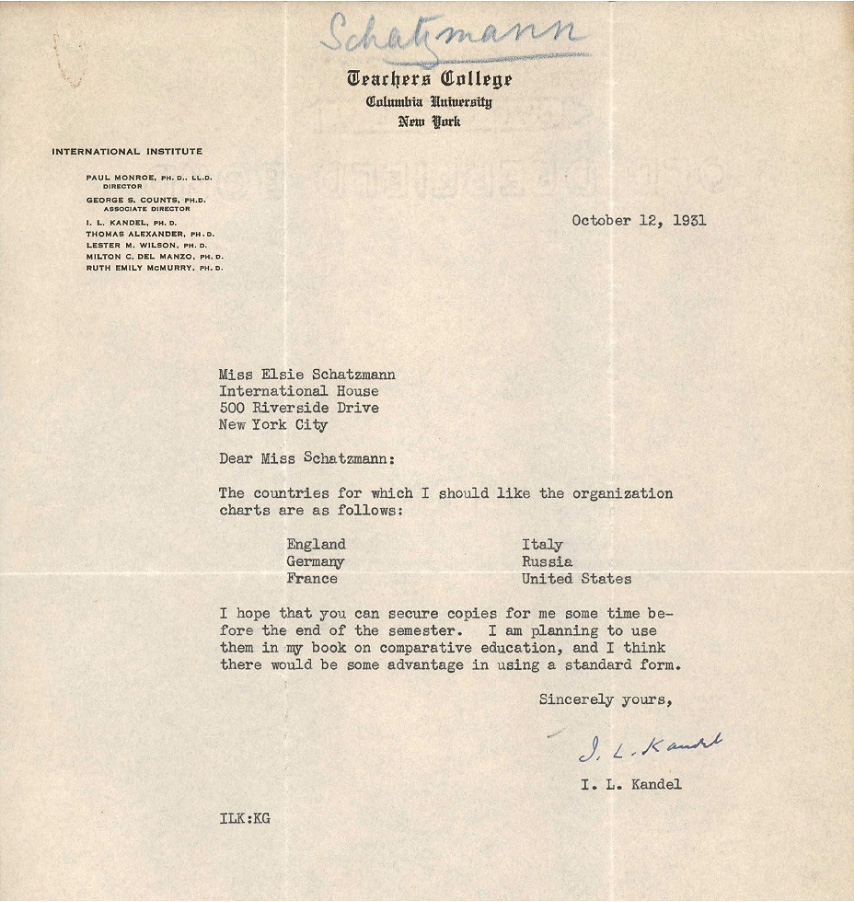 Schatzmann
Teachers College
Columbia University
New York
INTERNATIONAL INSTITUTE
PAUL MONROE, PH. D., LL.D.
DIRECTOR
GEORGE S. COUNTS, PH.D.
ASSOCIATE DIRECTOR
I. L. KANDEL, PH. D.
THOMAS ALEXANDER, PH. D.
LESTER M. WILSON, PH. D.
MILTON C. DEL MANZO, PH. D.
RUTH EMILY McMURRY, PH. D.
October 12, 1931
Miss Elsie Schatzmann
International House
500 Riverside Drive
New York City
Dear Miss Schatzmann:
The countries for which I should like the organization
charts are as follows:
England Italy
Germany Russia
France United States
I hope that you can secure copies for me some time be-
fore the end of the semester. I am planning to use
them in my book on comparative education, and I think
there would be some advantage in using a standard form.
Sincerely yours,
I. L. Kandel
I. L. Kandel
ILK:KG